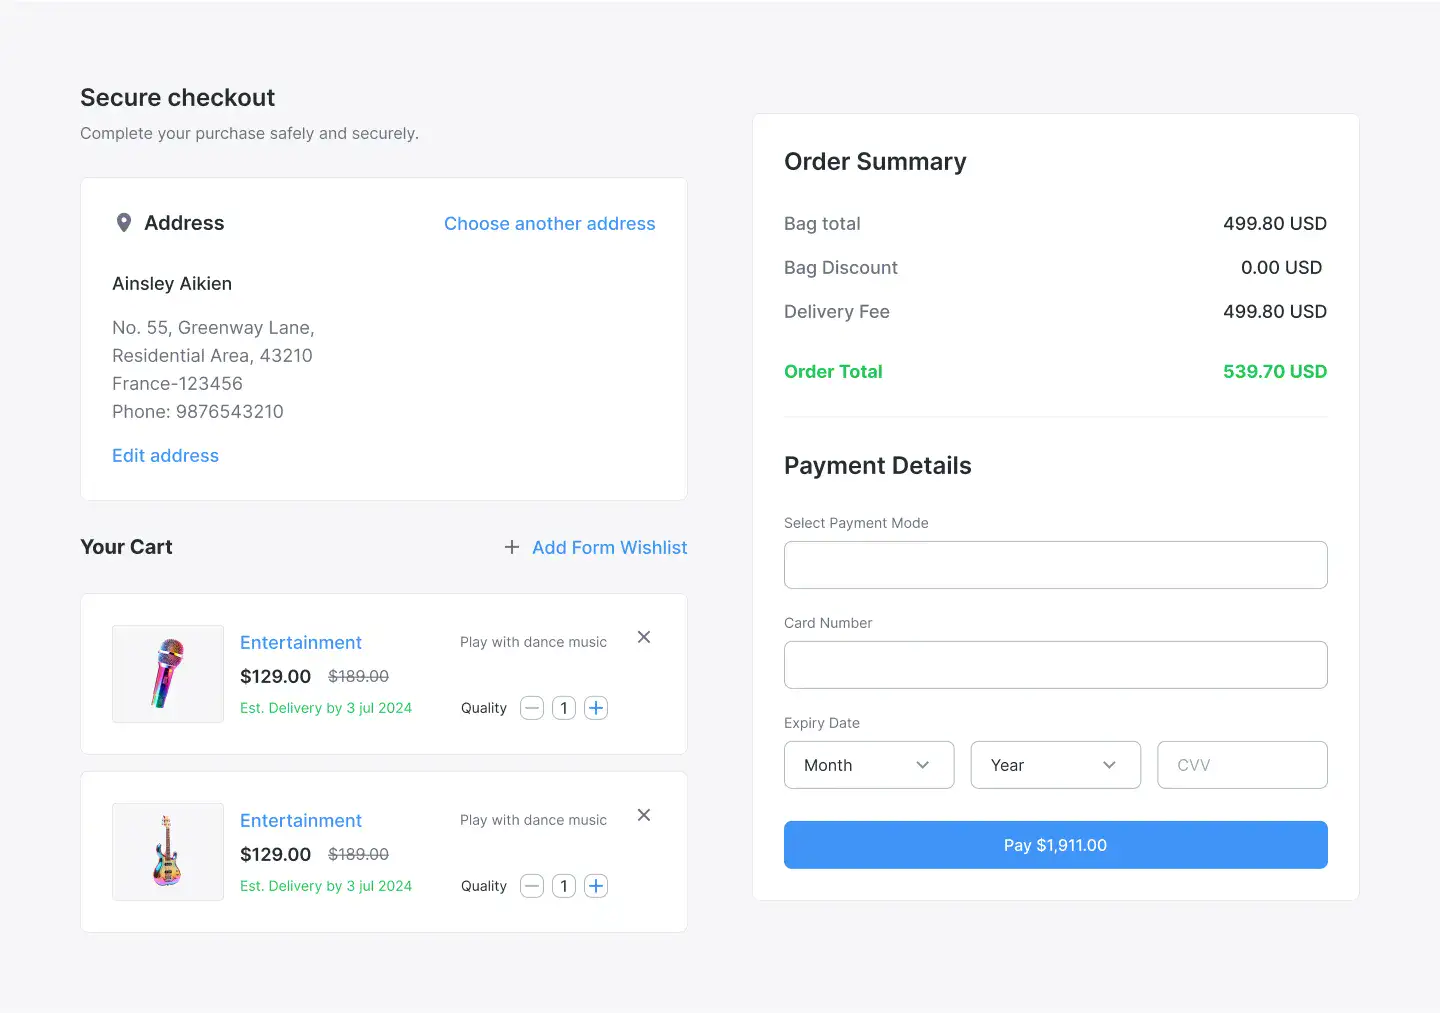 Secure checkout
Complete your purchase safely and securely.
Address
Choose another address
Ainsley Aikien
No. 55, Greenway Lane,
Residential Area, 43210
France-123456
Phone: 9876543210
Edit address
Your Cart
Add Form Wishlist
Entertainment
Play with dance music
$129.00 $189.00
Est. Delivery by 3 jul 2024
Quality 1
Entertainment
Play with dance music
$129.00 $189.00
Est. Delivery by 3 jul 2024
Quality 1
Order Summary
Bag total 499.80 USD
Bag Discount 0.00 USD
Delivery Fee 499.80 USD
Order Total 539.70 USD
Payment Details
Select Payment Mode
Card Number
Expiry Date
Month Year CVV
Pay $1,911.00